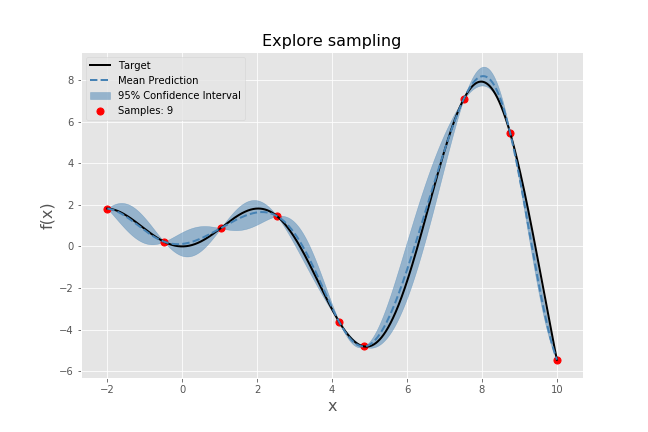 Explore sampling
Target
Mean Prediction
95% Confidence Interval
Samples: 9
8
6
4
2
0
−2
−4
−6
f(x)
−2 0 2 4 6 8 10
x